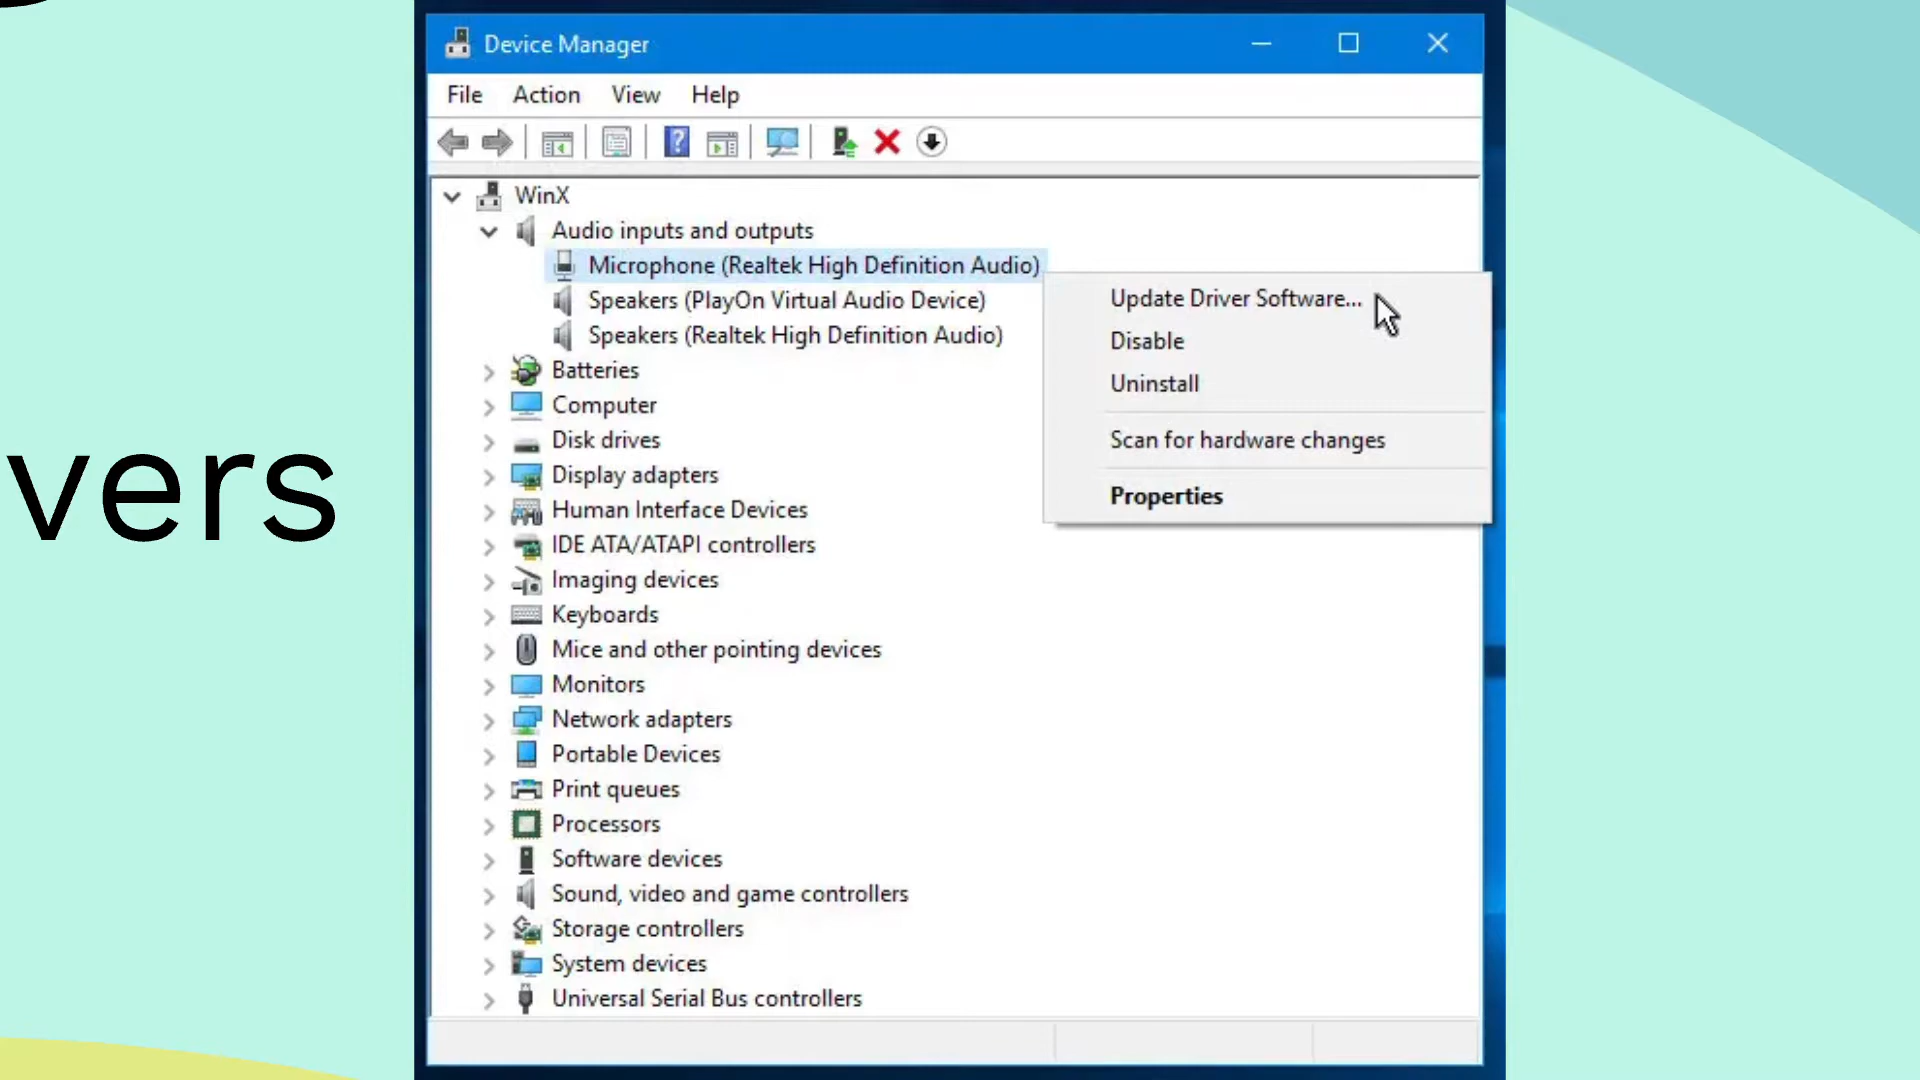 vers
Device Manager
File Action View Help
WinX
Audio inputs and outputs
Microphone (Realtek High Definition Audio)
Speakers (PlayOn Virtual Audio Device)
Speakers (Realtek High Definition Audio)
Batteries
Computer
Disk drives
Display adapters
Human Interface Devices
IDE ATA/ATAPI controllers
Imaging devices
Keyboards
Mice and other pointing devices
Monitors
Network adapters
Portable Devices
Print queues
Processors
Software devices
Sound, video and game controllers
Storage controllers
System devices
Universal Serial Bus controllers
Update Driver Software...
Disable
Uninstall
Scan for hardware changes
Properties